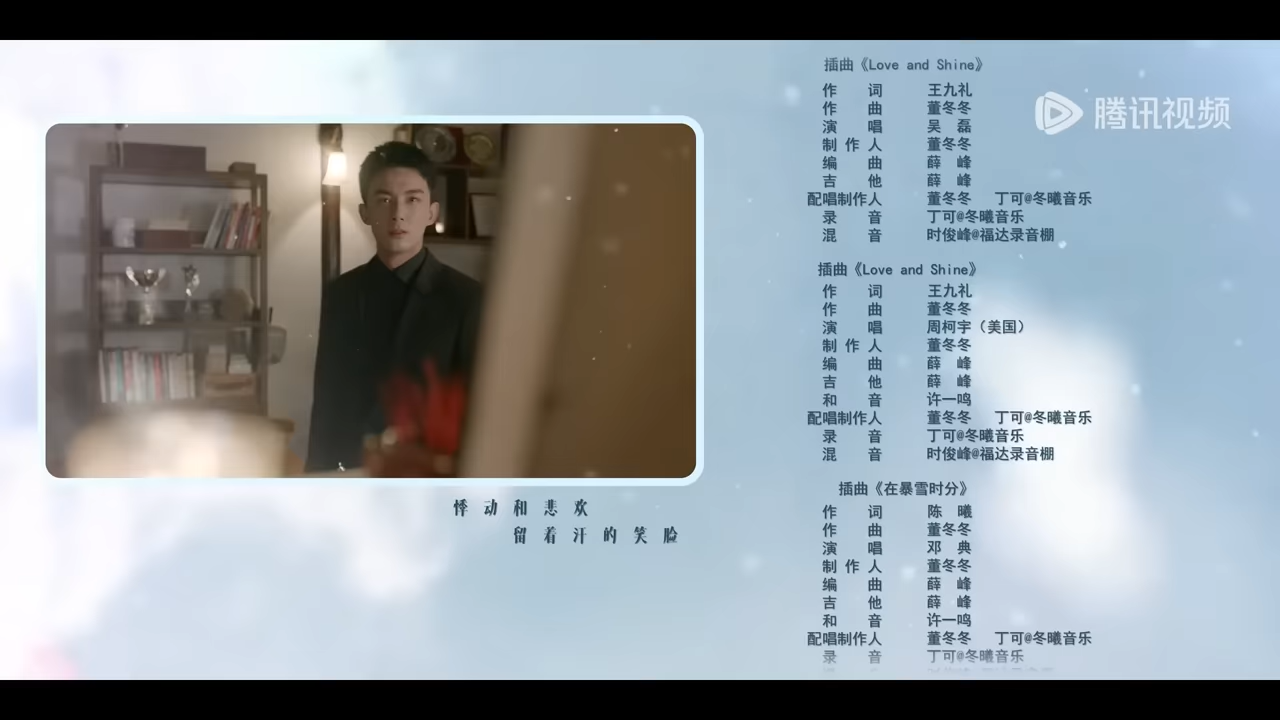 插曲《Love and Shine》
作词 王九礼
作曲 董冬冬
演唱 吴磊
制作人 董冬冬
编曲 薛峰
吉他 薛峰
配唱制作人 董冬冬 丁可@冬曦音乐
录音 丁可@冬曦音乐
混音 时俊峰@福达录音棚
腾讯视频
插曲《Love and Shine》
作词 王九礼
作曲 董冬冬
演唱 周柯宇（美国）
制作人 董冬冬
编曲 薛峰
吉他 薛峰
和音 许一鸣
配唱制作人 董冬冬 丁可@冬曦音乐
录音 丁可@冬曦音乐
混音 时俊峰@福达录音棚
插曲《在暴雪时分》
作词 陈曦
作曲 董冬冬
演唱 邓典
制作人 董冬冬
编曲 薛峰
吉他 薛峰
和音 许一鸣
配唱制作人 董冬冬 丁可@冬曦音乐
录音 丁可@冬曦音乐
悸动和悲欢
留着汗的笑脸